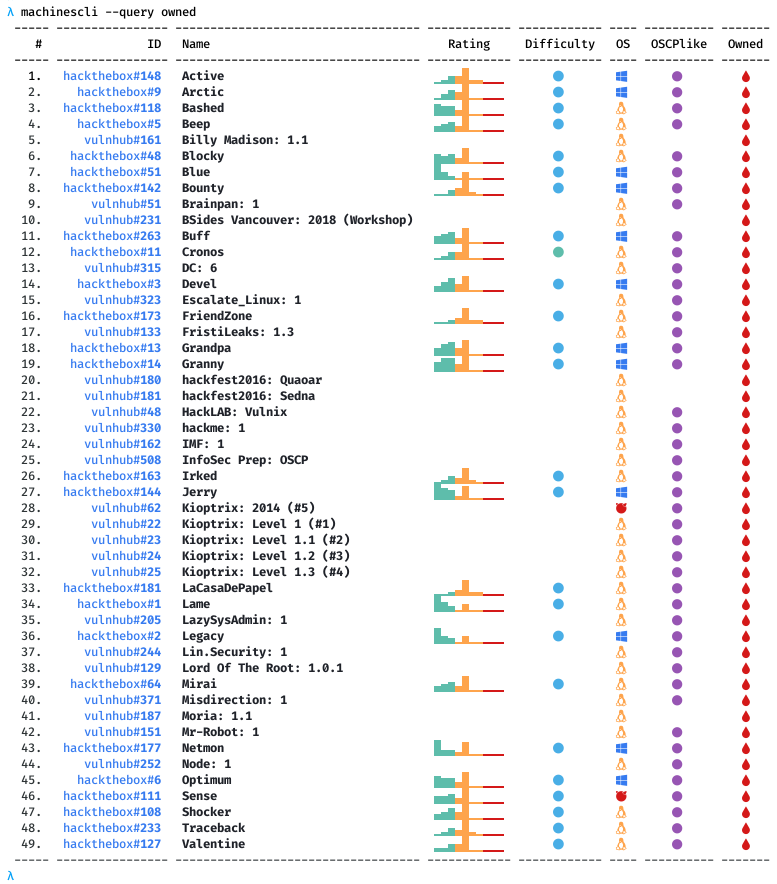 λ machinescli --query owned
# ID Name Rating Difficulty OS OSCPlike Owned
1. hackthebox#148 Active
2. hackthebox#9 Arctic
3. hackthebox#118 Bashed
4. hackthebox#5 Beep
5. vulnhub#161 Billy Madison: 1.1
6. hackthebox#48 Blocky
7. hackthebox#51 Blue
8. hackthebox#142 Bounty
9. vulnhub#51 Brainpan: 1
10. vulnhub#231 BSides Vancouver: 2018 (Workshop)
11. hackthebox#263 Buff
12. hackthebox#11 Cronos
13. vulnhub#315 DC: 6
14. hackthebox#3 Devel
15. vulnhub#323 Escalate_Linux: 1
16. hackthebox#173 FriendZone
17. vulnhub#133 FristiLeaks: 1.3
18. hackthebox#13 Grandpa
19. hackthebox#14 Granny
20. vulnhub#180 hackfest2016: Quaoar
21. vulnhub#181 hackfest2016: Sedna
22. vulnhub#48 HackLAB: Vulnix
23. vulnhub#330 hackme: 1
24. vulnhub#162 IMF: 1
25. vulnhub#508 InfoSec Prep: OSCP
26. hackthebox#163 Irked
27. hackthebox#144 Jerry
28. vulnhub#62 Kioptrix: 2014 (#5)
29. vulnhub#22 Kioptrix: Level 1 (#1)
30. vulnhub#23 Kioptrix: Level 1.1 (#2)
31. vulnhub#24 Kioptrix: Level 1.2 (#3)
32. vulnhub#25 Kioptrix: Level 1.3 (#4)
33. hackthebox#181 LaCasaDePapel
34. hackthebox#1 Lame
35. vulnhub#205 LazySysAdmin: 1
36. hackthebox#2 Legacy
37. vulnhub#244 Lin.Security: 1
38. vulnhub#129 Lord Of The Root: 1.0.1
39. hackthebox#64 Mirai
40. vulnhub#371 Misdirection: 1
41. vulnhub#187 Moria: 1.1
42. vulnhub#151 Mr-Robot: 1
43. hackthebox#177 Netmon
44. vulnhub#252 Node: 1
45. hackthebox#6 Optimum
46. hackthebox#111 Sense
47. hackthebox#108 Shocker
48. hackthebox#233 Traceback
49. hackthebox#127 Valentine
λ